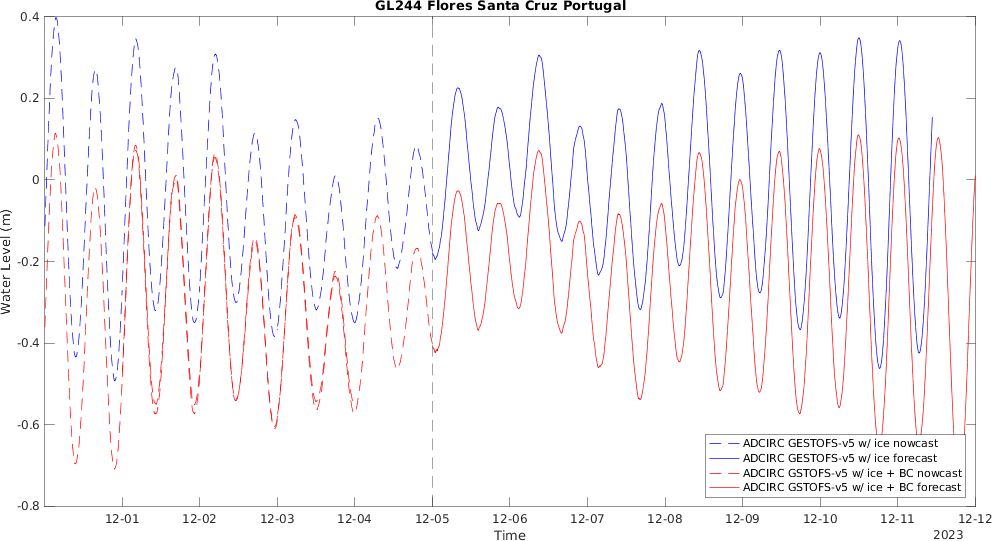 GL244 Flores Santa Cruz Portugal
0.4
0.2
0
-0.2
-0.4
-0.6
-0.8
Water Level (m)
ADCIRC GESTOFS-v5 w/ ice nowcast
ADCIRC GESTOFS-v5 w/ ice forecast
ADCIRC GSTOFS-v5 w/ ice + BC nowcast
ADCIRC GSTOFS-v5 w/ ice + BC forecast
12-01 12-02 12-03 12-04 12-05 12-06 12-07 12-08 12-09 12-10 12-11 12-12
Time
2023